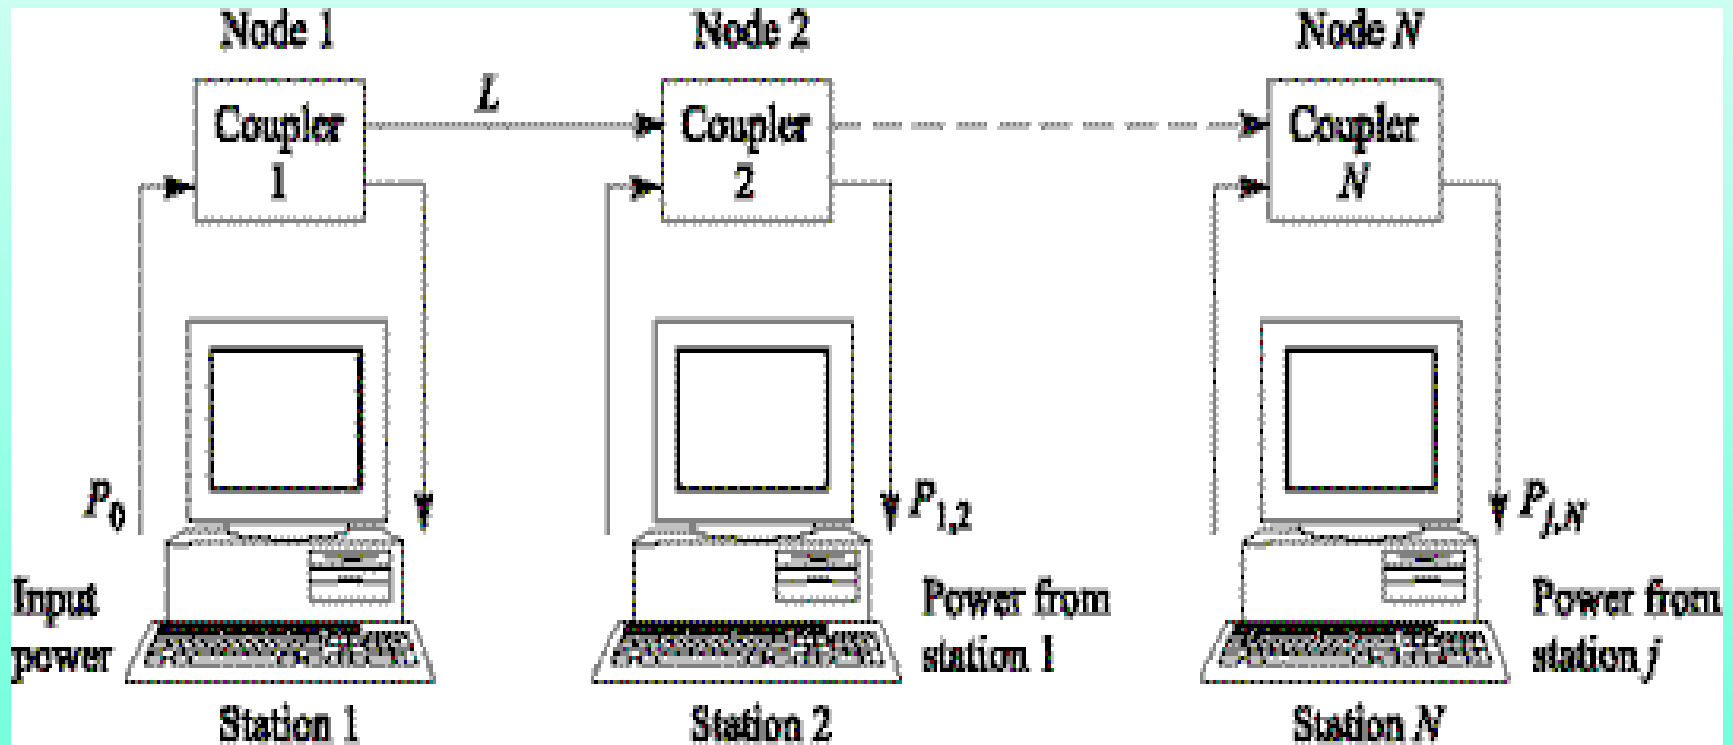 Node 1
Node 2
Node N
L
Coupler
1
Coupler
2
Coupler
N
P0
P1,2
Pj,N
Input
power
Power from
station 1
Power from
station j
Station 1
Station 2
Station N